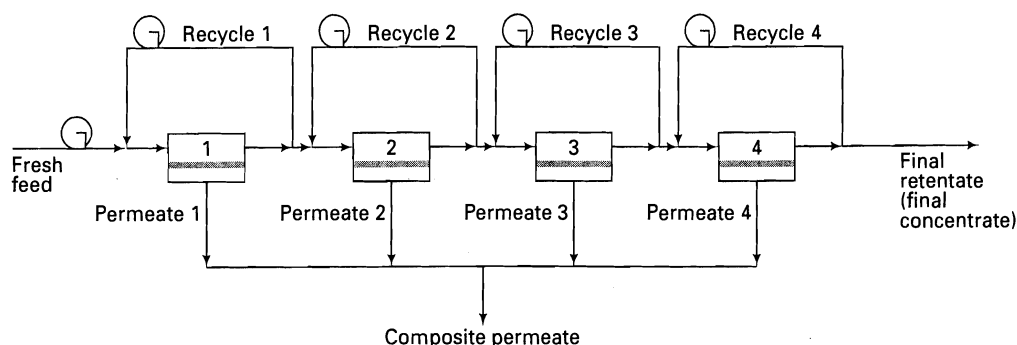 Recycle 1
Recycle 2
Recycle 3
Recycle 4
1
2
3
4
Fresh
feed
Final
retentate
(final
concentrate)
Permeate 1
Permeate 2
Permeate 3
Permeate 4
Composite permeate